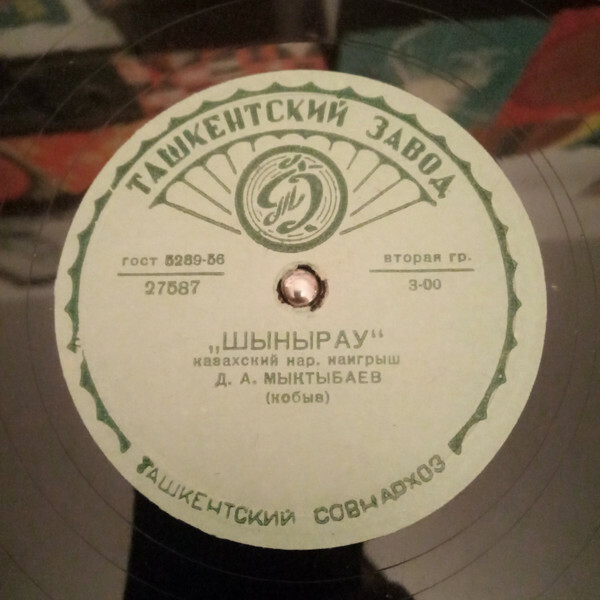 ТАШКЕНТСКИЙ ЗАВОД
ГОСТ 5289-56
вторая гр.
27587
3-00
„ШЫНЫРАУ“
казахский нар. наигрыш
Д. А. МЫКТЫБАЕВ
(кобыз)
ТАШКЕНТСКИЙ СОВНАРХОЗ